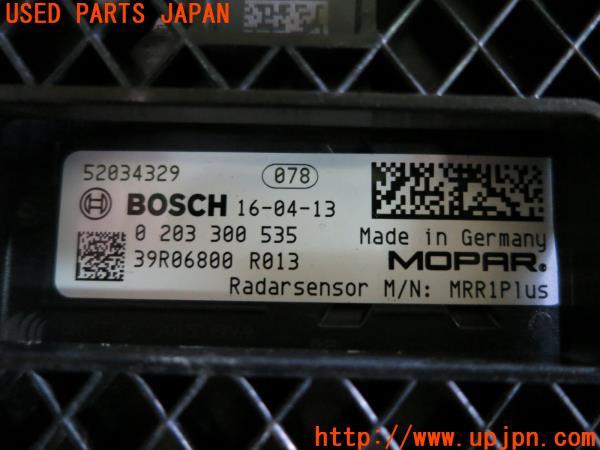 USED PARTS JAPAN
52034329 078
BOSCH 16-04-13
0 203 300 535 Made in Germany
39R06800 R013 MOPAR®
Radarsensor M/N: MRR1Plus
http://www.upjpn.com